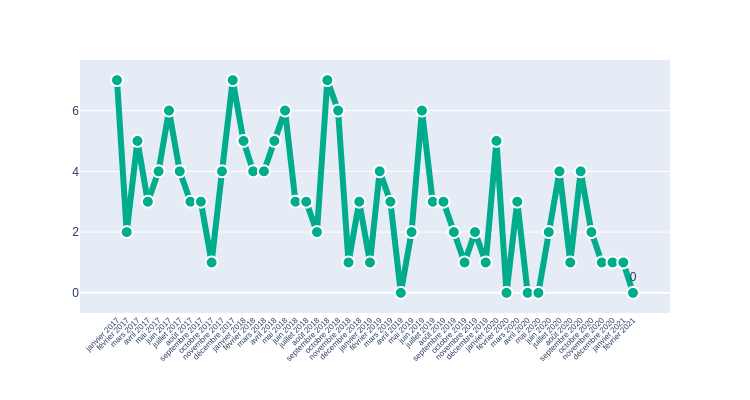 6
4
2
0
0
janvier 2017
février 2017
mars 2017
avril 2017
mai 2017
juin 2017
juillet 2017
août 2017
septembre 2017
octobre 2017
novembre 2017
décembre 2017
janvier 2018
février 2018
mars 2018
avril 2018
mai 2018
juin 2018
juillet 2018
août 2018
septembre 2018
octobre 2018
novembre 2018
décembre 2018
janvier 2019
février 2019
mars 2019
avril 2019
mai 2019
juin 2019
juillet 2019
août 2019
septembre 2019
octobre 2019
novembre 2019
décembre 2019
janvier 2020
février 2020
mars 2020
avril 2020
mai 2020
juin 2020
juillet 2020
août 2020
septembre 2020
octobre 2020
novembre 2020
décembre 2020
janvier 2021
février 2021